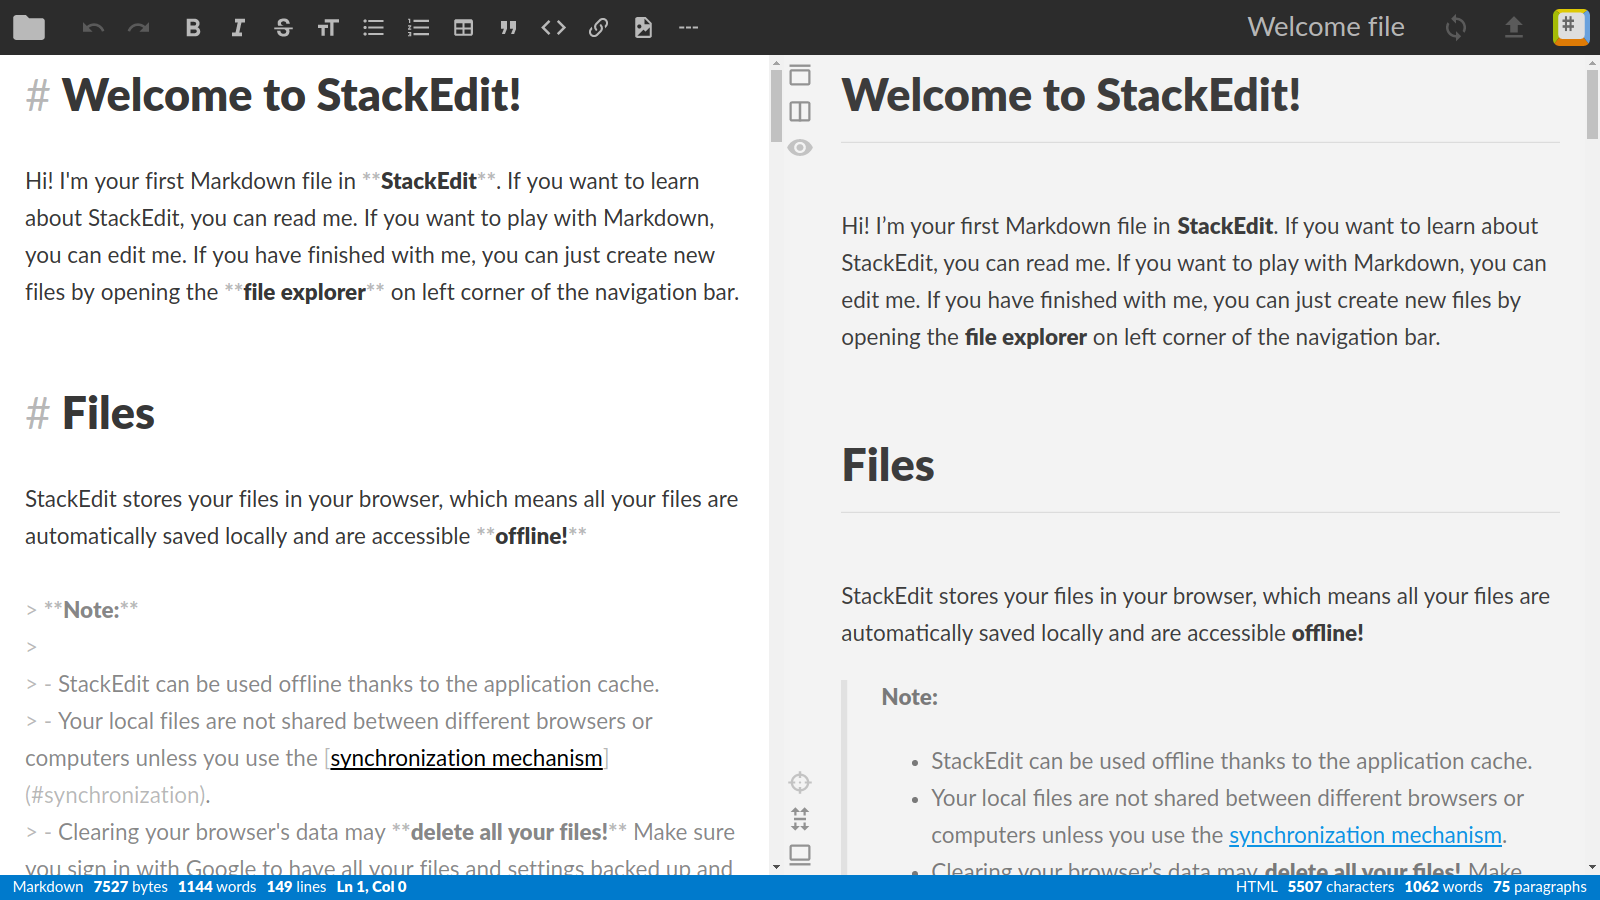 Welcome file
# Welcome to StackEdit!
Hi! I'm your first Markdown file in **StackEdit**. If you want to learn
about StackEdit, you can read me. If you want to play with Markdown,
you can edit me. If you have finished with me, you can just create new
files by opening the **file explorer** on left corner of the navigation bar.
# Files
StackEdit stores your files in your browser, which means all your files are
automatically saved locally and are accessible **offline!**
> **Note:**
>
> - StackEdit can be used offline thanks to the application cache.
> - Your local files are not shared between different browsers or
computers unless you use the [synchronization mechanism]
(#synchronization).
> - Clearing your browser's data may **delete all your files!** Make sure
you sign in with Google to have all your files and settings backed up and
Welcome to StackEdit!
Hi! I’m your first Markdown file in StackEdit. If you want to learn about
StackEdit, you can read me. If you want to play with Markdown, you can
edit me. If you have finished with me, you can just create new files by
opening the file explorer on left corner of the navigation bar.
Files
StackEdit stores your files in your browser, which means all your files are
automatically saved locally and are accessible offline!
Note:
• StackEdit can be used offline thanks to the application cache.
• Your local files are not shared between different browsers or
computers unless you use the synchronization mechanism.
• Clearing your browser’s data may delete all your files! Make
Markdown 7527 bytes 1144 words 149 lines Ln 1, Col 0
HTML 5507 characters 1062 words 75 paragraphs